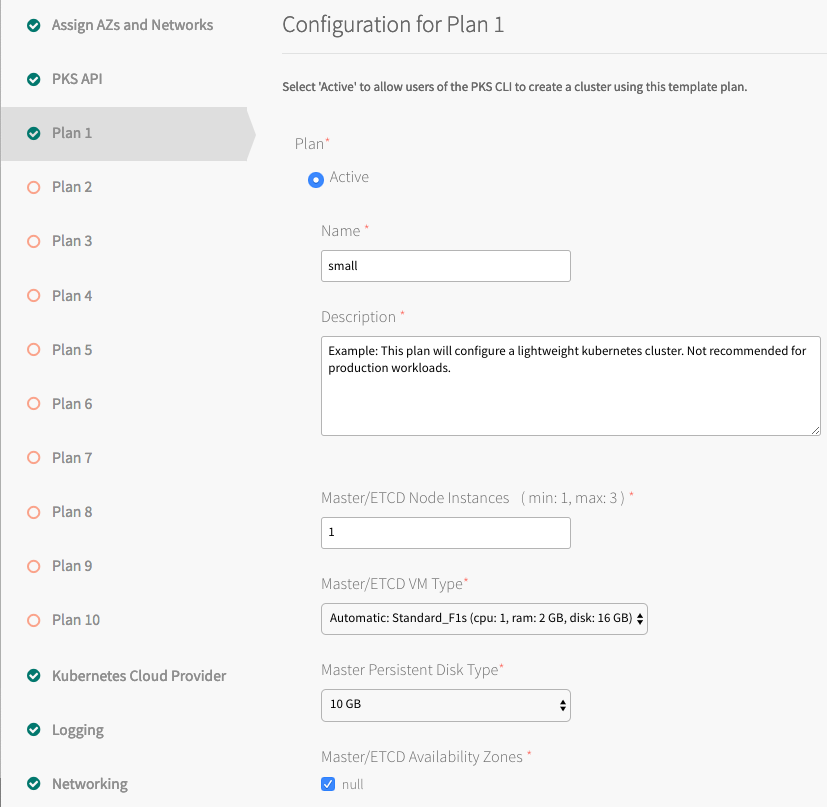 Assign AZs and Networks
PKS API
Plan 1
Plan 2
Plan 3
Plan 4
Plan 5
Plan 6
Plan 7
Plan 8
Plan 9
Plan 10
Kubernetes Cloud Provider
Logging
Networking
Configuration for Plan 1
Select 'Active' to allow users of the PKS CLI to create a cluster using this template plan.
Plan*
Active
Name *
small
Description *
Example: This plan will configure a lightweight kubernetes cluster. Not recommended for
production workloads.
Master/ETCD Node Instances ( min: 1, max: 3 ) *
1
Master/ETCD VM Type*
Automatic: Standard_F1s (cpu: 1, ram: 2 GB, disk: 16 GB)
Master Persistent Disk Type*
10 GB
Master/ETCD Availability Zones *
null